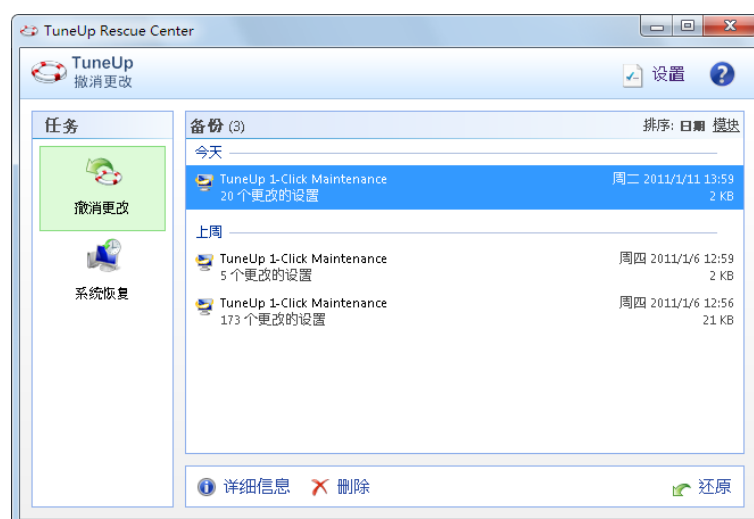 TuneUp Rescue Center
TuneUp
撤消更改
设置
任务
撤消更改
系统恢复
备份 (3)
排序: 日期 模块
今天
TuneUp 1-Click Maintenance 周二 2011/1/11 13:59
20 个更改的设置 2 KB
上周
TuneUp 1-Click Maintenance 周四 2011/1/6 12:59
5 个更改的设置 2 KB
TuneUp 1-Click Maintenance 周四 2011/1/6 12:56
173 个更改的设置 21 KB
详细信息 删除 还原